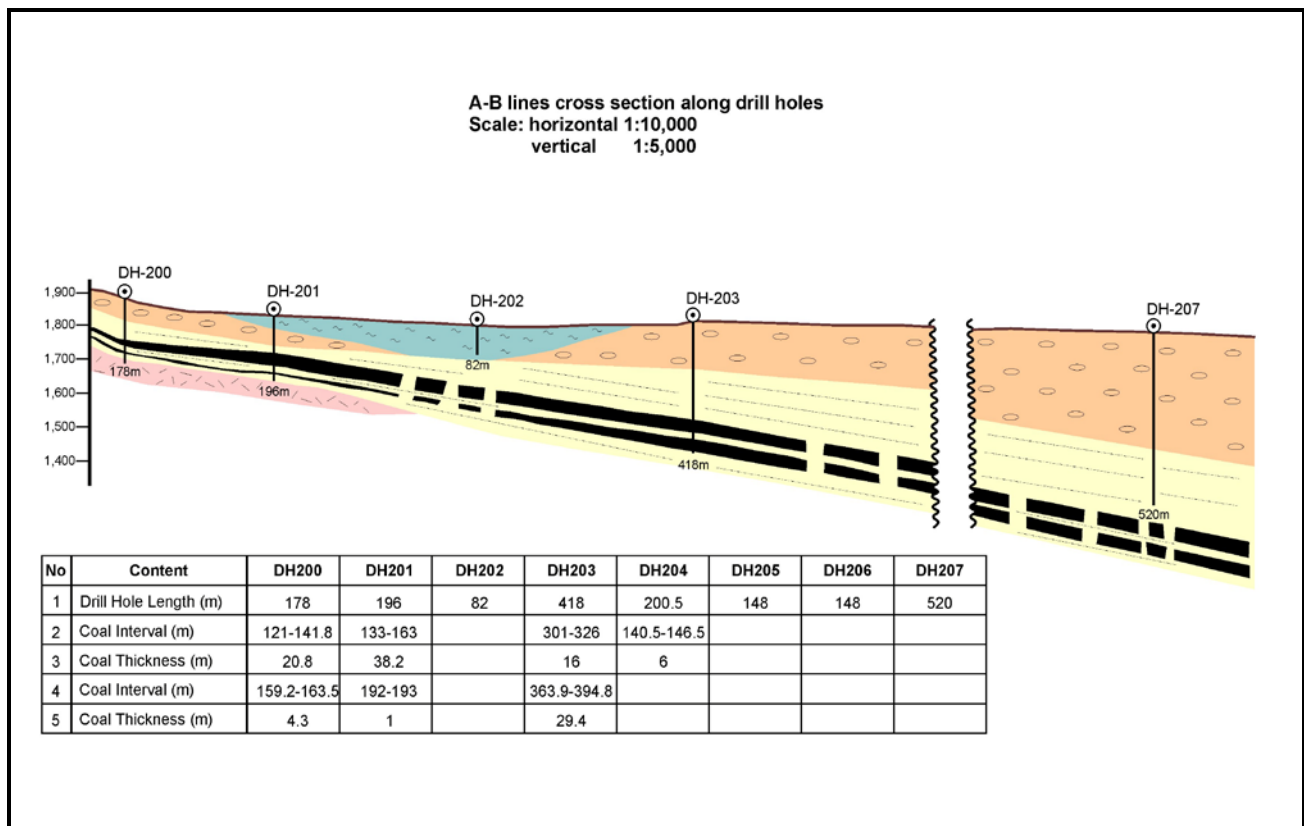 A-B lines cross section along drill holes
Scale: horizontal 1:10,000
vertical 1:5,000
DH-200
DH-201
DH-202
DH-203
DH-207
1,900
1,800
1,700
1,600
1,500
1,400
178m
196m
82m
418m
520m
No Content DH200 DH201 DH202 DH203 DH204 DH205 DH206 DH207
1 Drill Hole Length (m) 178 196 82 418 200.5 148 148 520
2 Coal Interval (m) 121-141.8 133-163 301-326 140.5-146.5
3 Coal Thickness (m) 20.8 38.2 16 6
4 Coal Interval (m) 159.2-163.5 192-193 363.9-394.8
5 Coal Thickness (m) 4.3 1 29.4